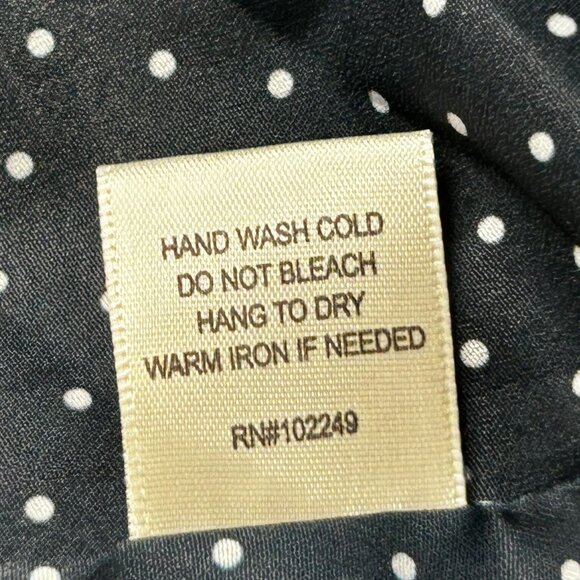 HAND WASH COLD
DO NOT BLEACH
HANG TO DRY
WARM IRON IF NEEDED
RN#102249